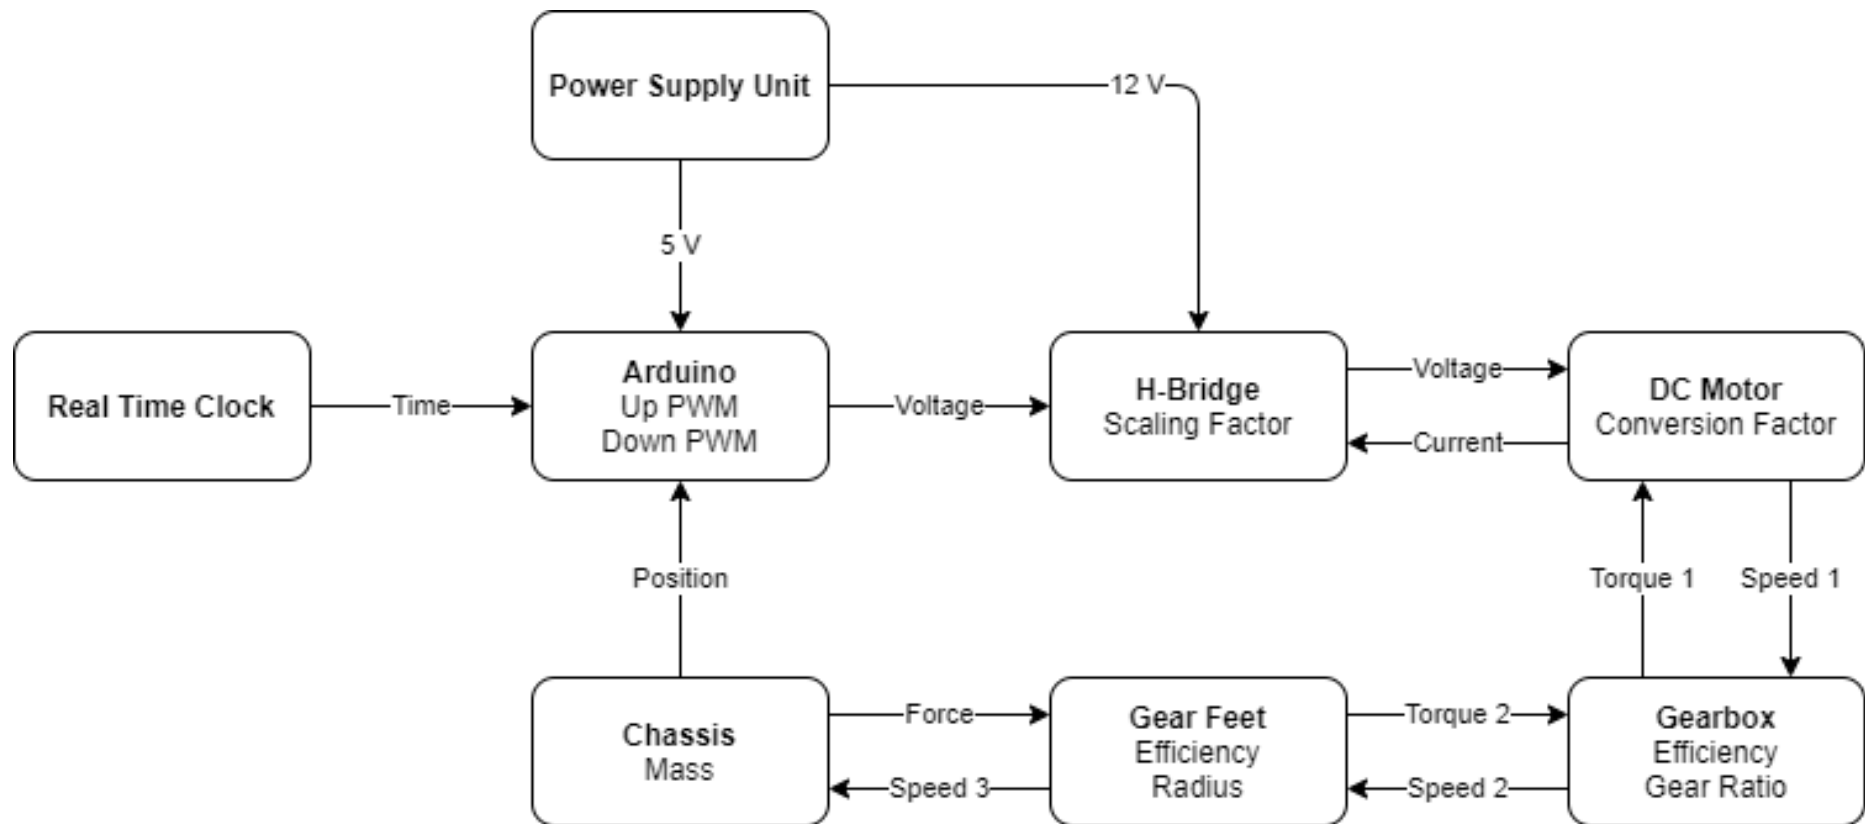 Power Supply Unit
12 V
5 V
Real Time Clock
Time
Arduino
Up PWM
Down PWM
Voltage
H-Bridge
Scaling Factor
Voltage
Current
DC Motor
Conversion Factor
Position
Torque 1
Speed 1
Chassis
Mass
Force
Speed 3
Gear Feet
Efficiency
Radius
Torque 2
Speed 2
Gearbox
Efficiency
Gear Ratio